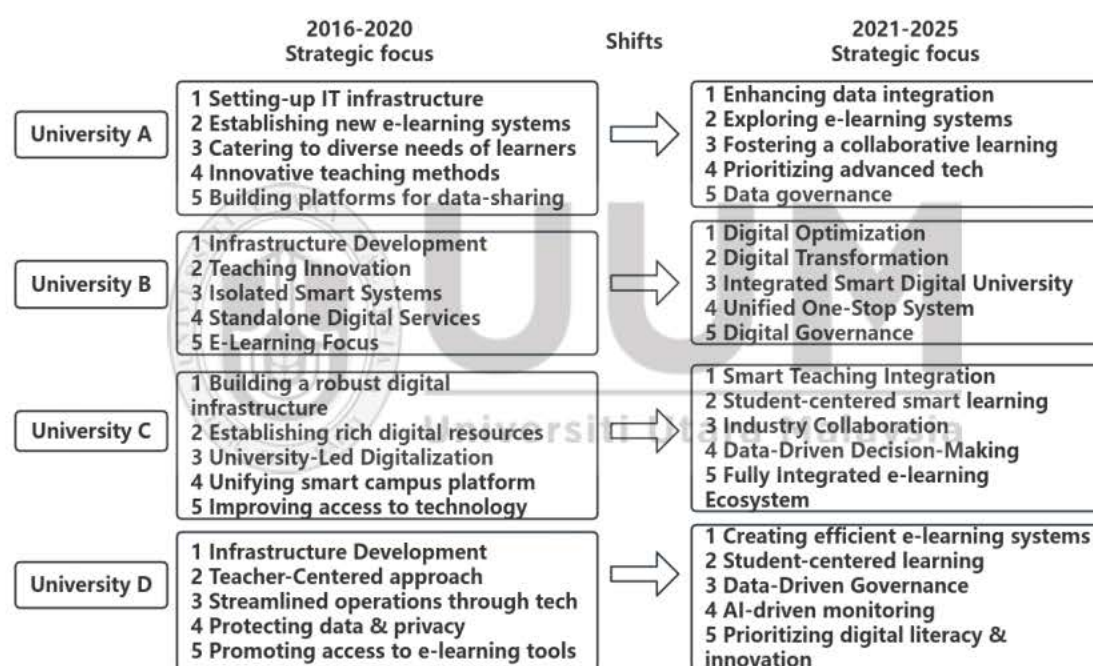 2016-2020
Strategic focus
Shifts
2021-2025
Strategic focus
University A
1 Setting-up IT infrastructure
2 Establishing new e-learning systems
3 Catering to diverse needs of learners
4 Innovative teaching methods
5 Building platforms for data-sharing
1 Enhancing data integration
2 Exploring e-learning systems
3 Fostering a collaborative learning
4 Prioritizing advanced tech
5 Data governance
University B
1 Infrastructure Development
2 Teaching Innovation
3 Isolated Smart Systems
4 Standalone Digital Services
5 E-Learning Focus
1 Digital Optimization
2 Digital Transformation
3 Integrated Smart Digital University
4 Unified One-Stop System
5 Digital Governance
University C
1 Building a robust digital
infrastructure
2 Establishing rich digital resources
3 University-Led Digitalization
4 Unifying smart campus platform
5 Improving access to technology
1 Smart Teaching Integration
2 Student-centered smart learning
3 Industry Collaboration
4 Data-Driven Decision-Making
5 Fully Integrated e-learning
Ecosystem
University D
1 Infrastructure Development
2 Teacher-Centered approach
3 Streamlined operations through tech
4 Protecting data & privacy
5 Promoting access to e-learning tools
1 Creating efficient e-learning systems
2 Student-centered learning
3 Data-Driven Governance
4 AI-driven monitoring
5 Prioritizing digital literacy &
innovation
UUM
Universiti Utara Malaysia